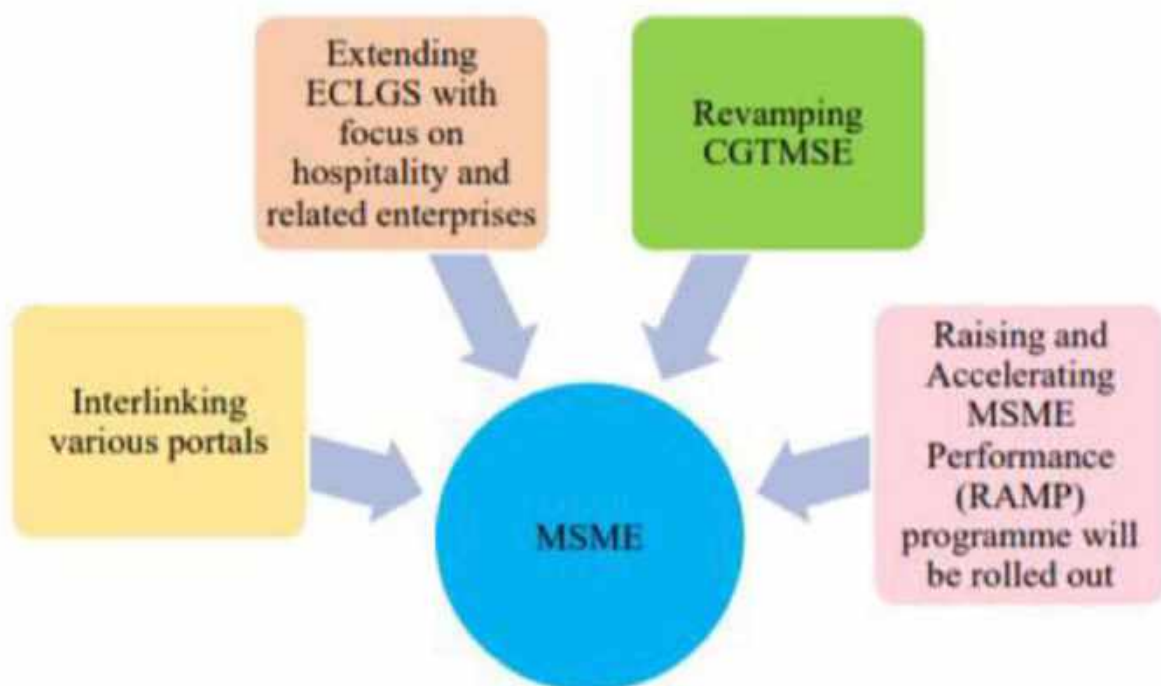 Extending
ECLGS with
focus on
hospitality and
related enterprises
Revamping
CGTMSE
Interlinking
various portals
Raising and
Accelerating
MSME
Performance
(RAMP)
programme will
be rolled out
MSME